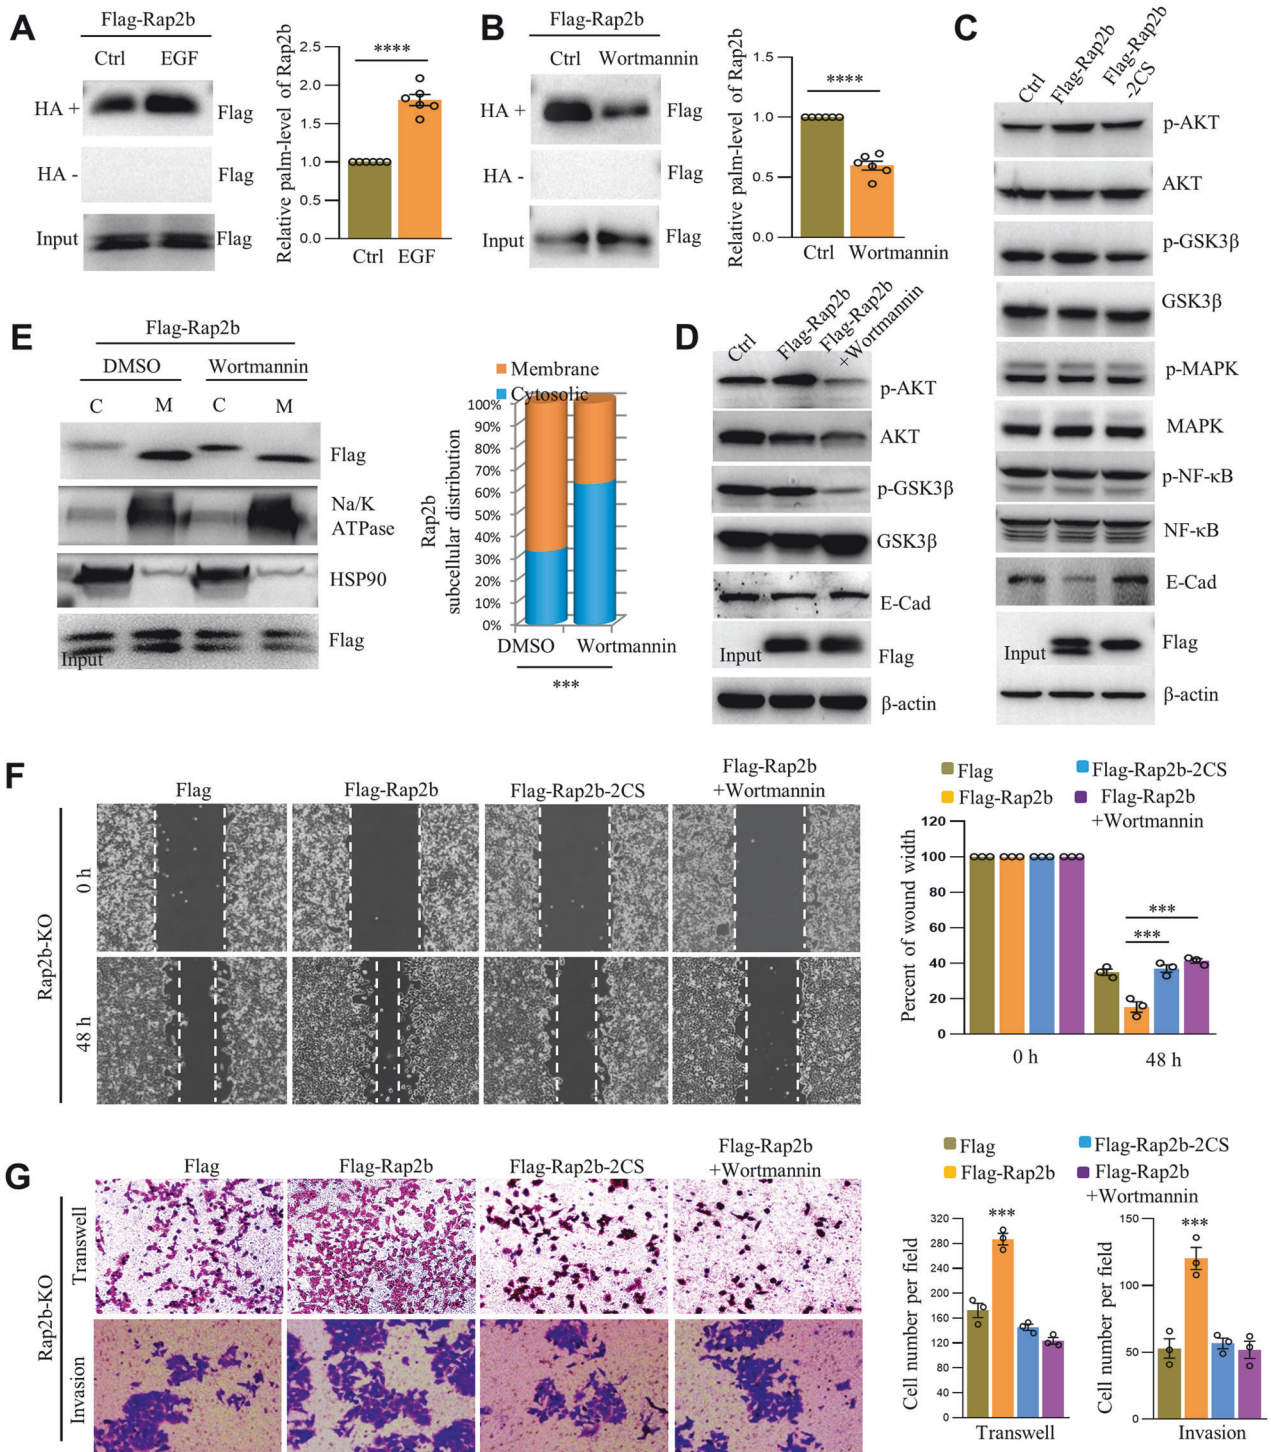 A
Flag-Rap2b
Ctrl EGF
HA + Flag
HA - Flag
Input Flag
Relative palm-level of Rap2b
2.5
2.0
1.5
1.0
0.5
0.0
****
Ctrl EGF
B
Flag-Rap2b
Ctrl Wortmannin
HA + Flag
HA - Flag
Input Flag
Relative palm-level of Rap2b
1.5
1.0
0.5
0.0
****
Ctrl Wortmannin
C
Ctrl
Flag-Rap2b
Flag-Rap2b
-2CS
p-AKT
AKT
p-GSK3β
GSK3β
p-MAPK
MAPK
p-NF-κB
NF-κB
E-Cad
Input Flag
β-actin
D
Ctrl
Flag-Rap2b
Flag-Rap2b
+Wortmannin
p-AKT
AKT
p-GSK3β
GSK3β
E-Cad
Input Flag
β-actin
E
Flag-Rap2b
DMSO Wortmannin
C M C M
Flag
Na/K
ATPase
HSP90
Flag
Input
Membrane
Cytosolic
Rap2b
subcellular distribution
100%
90%
80%
70%
60%
50%
40%
30%
20%
10%
0%
DMSO Wortmannin
***
F
Flag
Flag-Rap2b
Flag-Rap2b-2CS
Flag-Rap2b
+Wortmannin
Rap2b-KO
0 h
48 h
Flag
Flag-Rap2b-2CS
Flag-Rap2b
Flag-Rap2b
+Wortmannin
Percent of wound width
120
100
80
60
40
20
0
***
***
0 h 48 h
G
Flag
Flag-Rap2b
Flag-Rap2b-2CS
Flag-Rap2b
+Wortmannin
Rap2b-KO
Transwell
Invasion
Flag
Flag-Rap2b-2CS
Flag-Rap2b
Flag-Rap2b
+Wortmannin
Cell number per field
320
280
240
200
160
120
80
40
0
***
Transwell
Cell number per field
150
100
50
0
***
Invasion